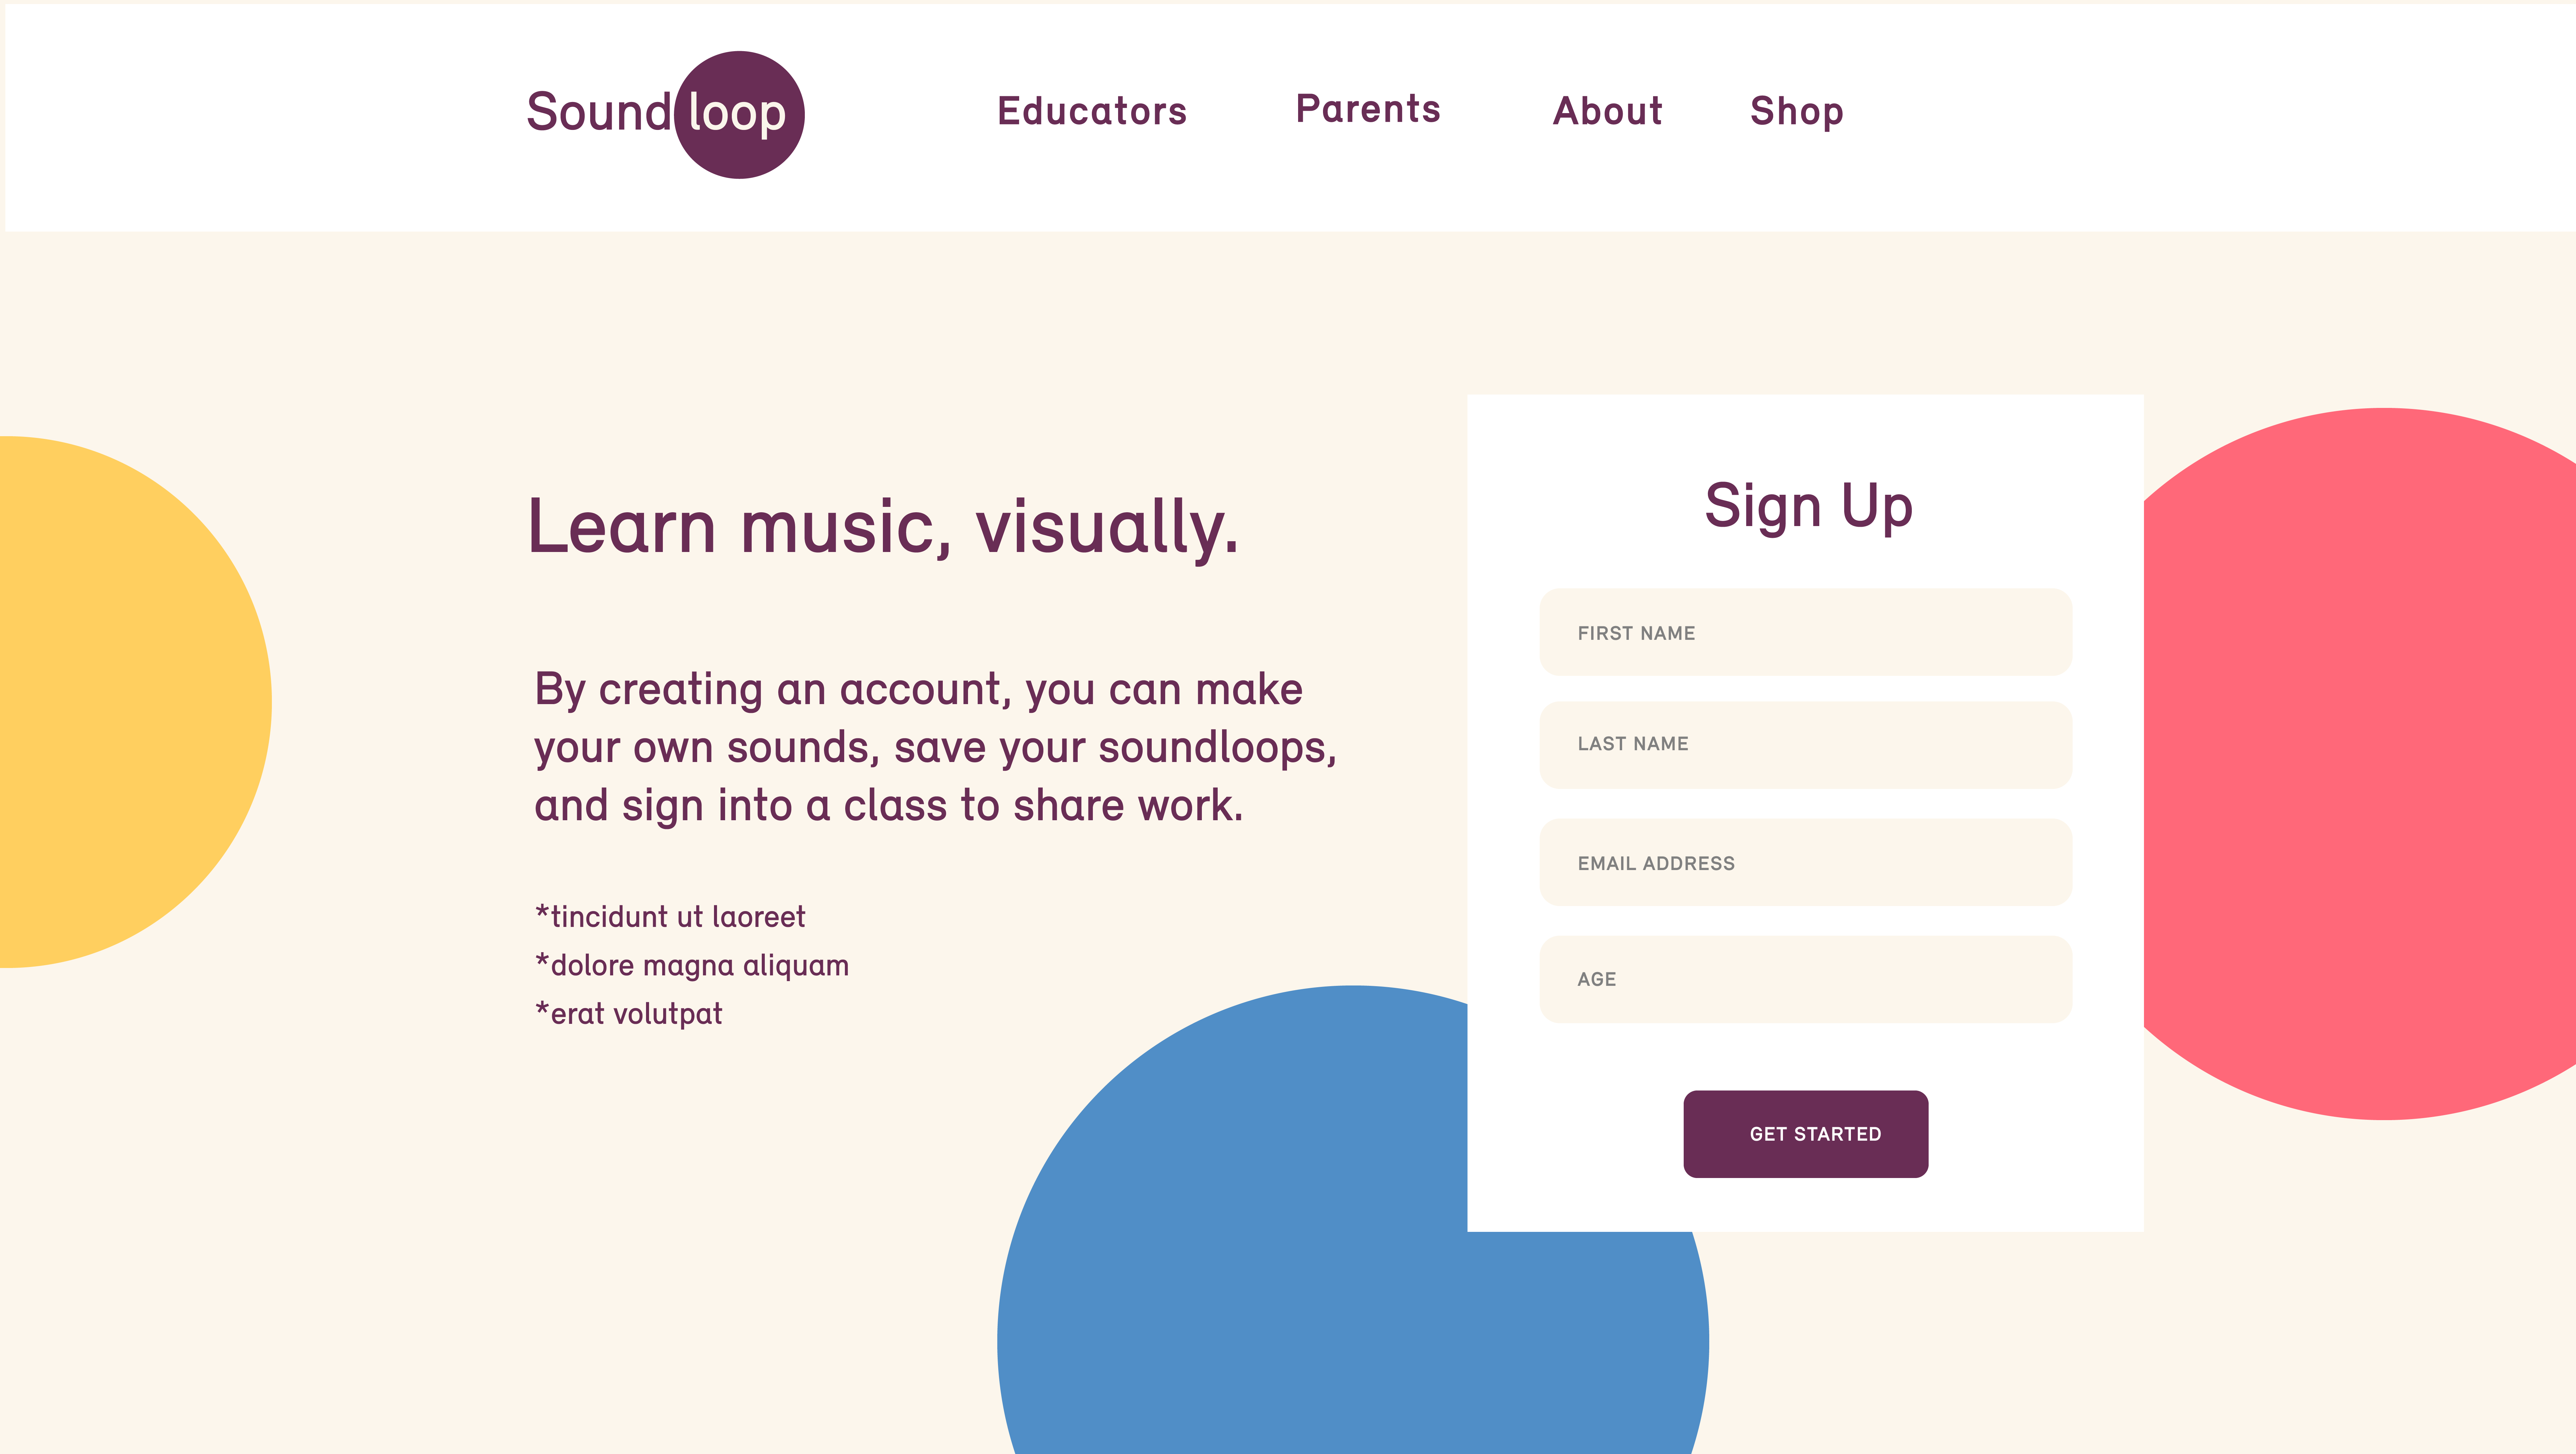 Sound loop
Educators Parents About Shop
Learn music, visually.
By creating an account, you can make
your own sounds, save your soundloops,
and sign into a class to share work.
*tincidunt ut laoreet
*dolore magna aliquam
*erat volutpat
Sign Up
FIRST NAME
LAST NAME
EMAIL ADDRESS
AGE
GET STARTED